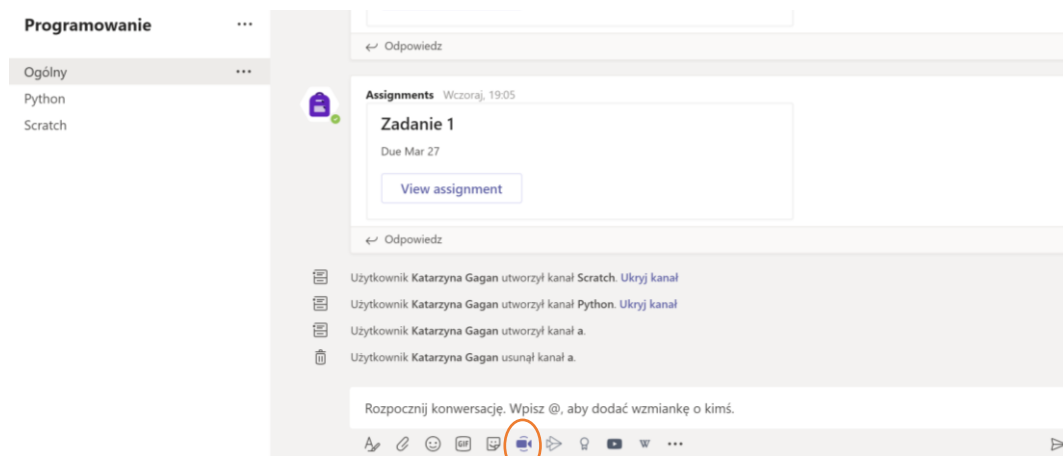 Programowanie
...
Ogólny
...
Python
Scratch
Odpowiedz
Assignments Wczoraj, 19:05
Zadanie 1
Due Mar 27
View assignment
Odpowiedz
Użytkownik Katarzyna Gagan utworzył kanał Scratch. Ukryj kanał
Użytkownik Katarzyna Gagan utworzył kanał Python. Ukryj kanał
Użytkownik Katarzyna Gagan utworzył kanał a.
Użytkownik Katarzyna Gagan usunął kanał a.
Rozpocznij konwersację. Wpisz @, aby dodać wzmiankę o kimś.
GIF
W
...